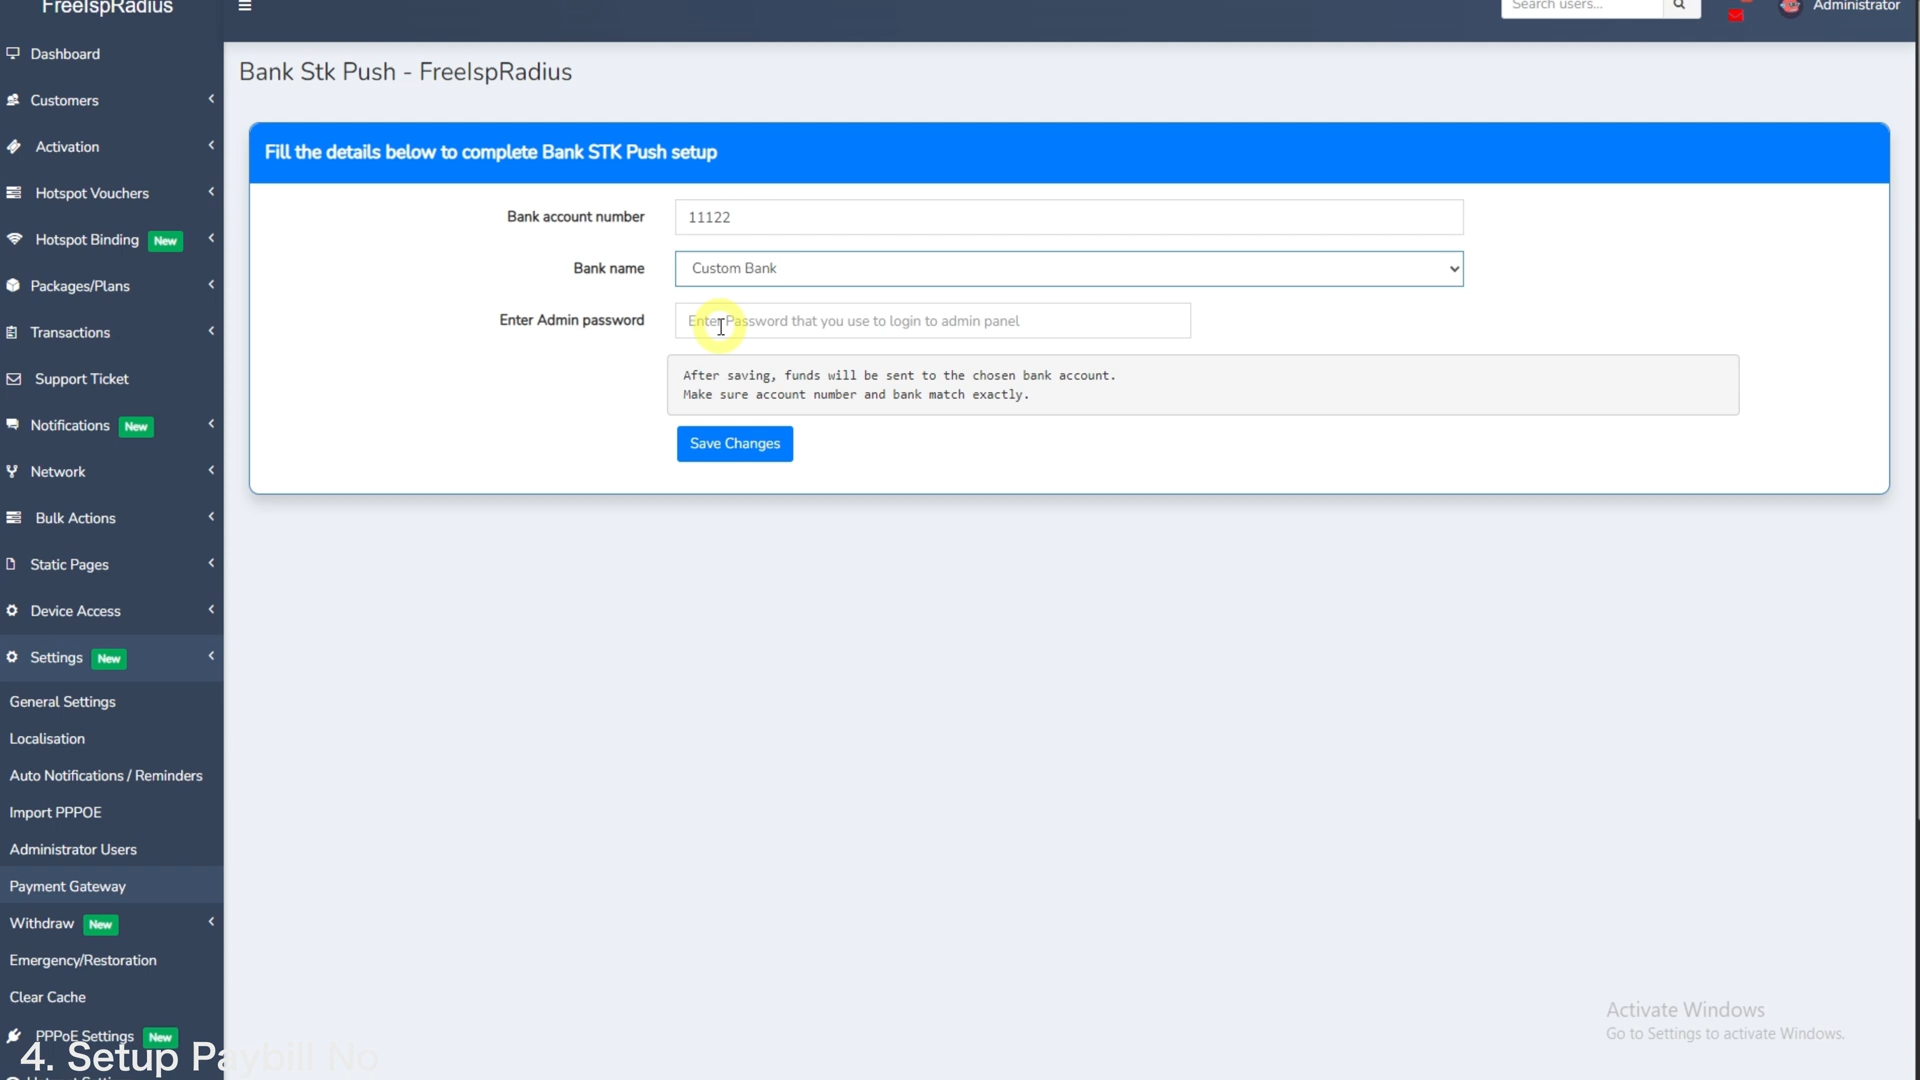 FreeIspRadius
Search users...
Administrator
Dashboard
Customers
Activation
Hotspot Vouchers
Hotspot Binding New
Packages/Plans
Transactions
Support Ticket
Notifications New
Network
Bulk Actions
Static Pages
Device Access
Settings New
General Settings
Localisation
Auto Notifications / Reminders
Import PPPOE
Administrator Users
Payment Gateway
Withdraw New
Emergency/Restoration
Clear Cache
PPPoE Settings New
Bank Stk Push - FreeIspRadius
Fill the details below to complete Bank STK Push setup
Bank account number 11122
Bank name Custom Bank
Enter Admin password Enter Password that you use to login to admin panel
After saving, funds will be sent to the chosen bank account.
Make sure account number and bank match exactly.
Save Changes
Activate Windows
Go to Settings to activate Windows.
4. Setup Paybill No